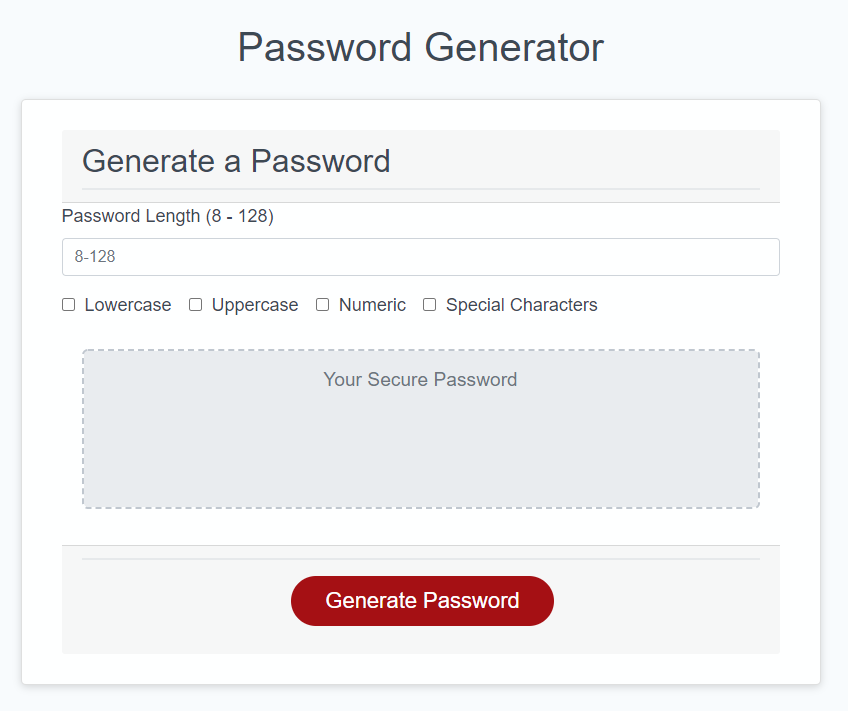 Password Generator
Generate a Password
Password Length (8 - 128)
8-128
Lowercase Uppercase Numeric Special Characters
Your Secure Password
Generate Password